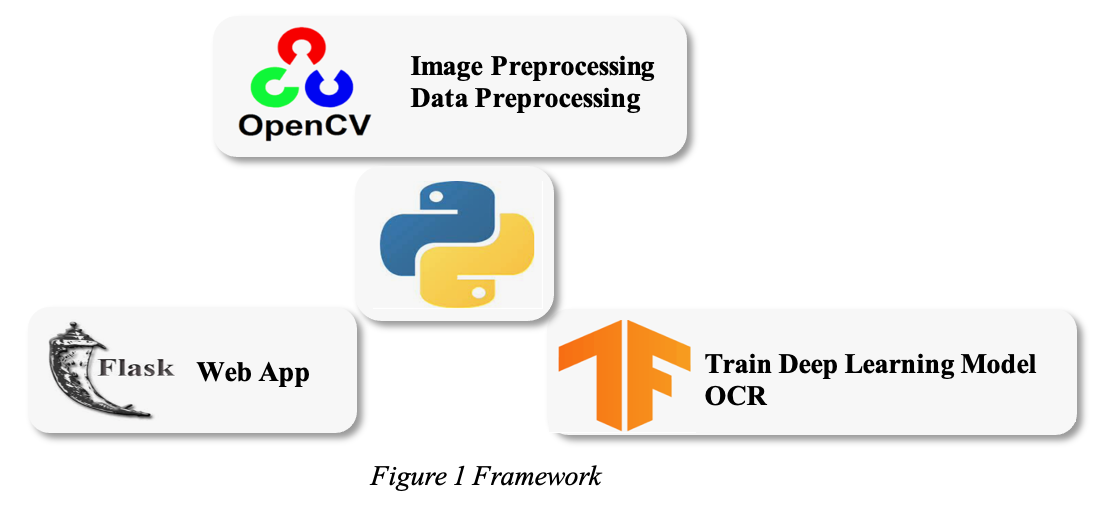 OpenCV
Image Preprocessing
Data Preprocessing
Flask
Web App
Train Deep Learning Model
OCR
Figure 1 Framework